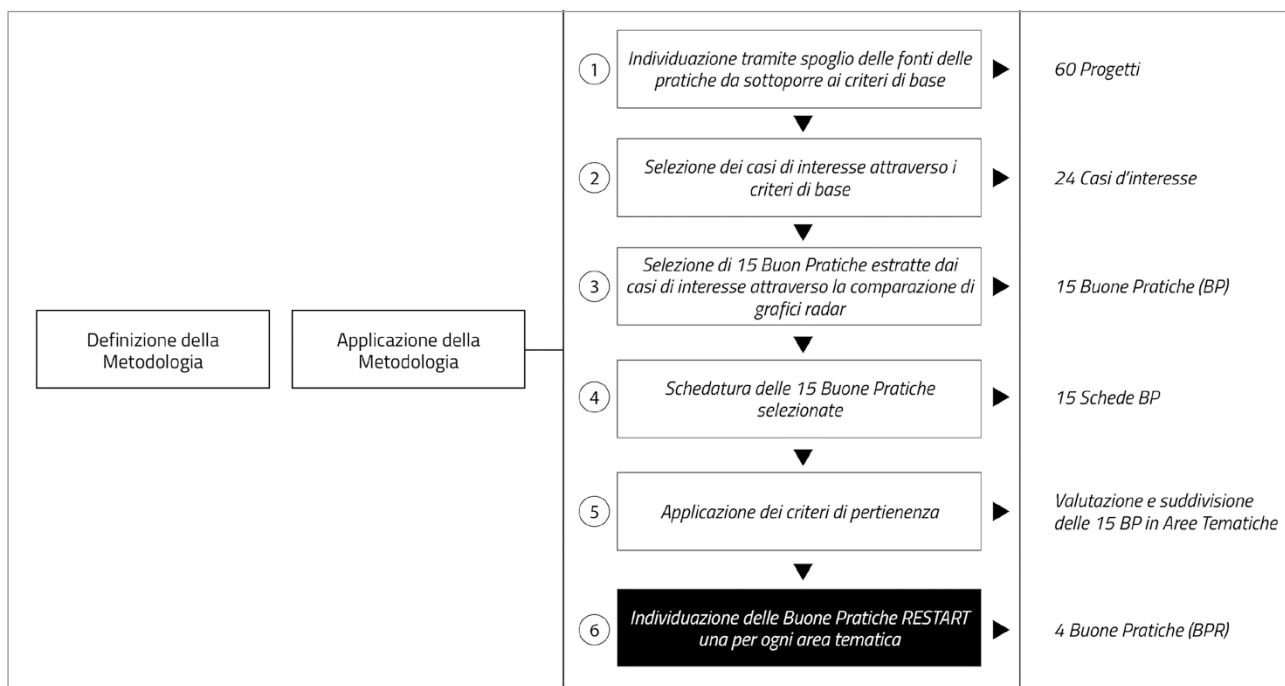 Definizione della
Metodologia
Applicazione della
Metodologia
1
Individuazione tramite spoglio delle fonti delle
pratiche da sottoporre ai criteri di base
60 Progetti
2
Selezione dei casi di interesse attraverso i
criteri di base
24 Casi d'interesse
3
Selezione di 15 Buon Pratiche estratte dai
casi di interesse attraverso la comparazione di
grafici radar
15 Buone Pratiche (BP)
4
Schedatura delle 15 Buone Pratiche
selezionate
15 Schede BP
5
Applicazione dei criteri di pertienenza
Valutazione e suddivisione
delle 15 BP in Aree Tematiche
6
Individuazione delle Buone Pratiche RESTART
una per ogni area tematica
4 Buone Pratiche (BPR)